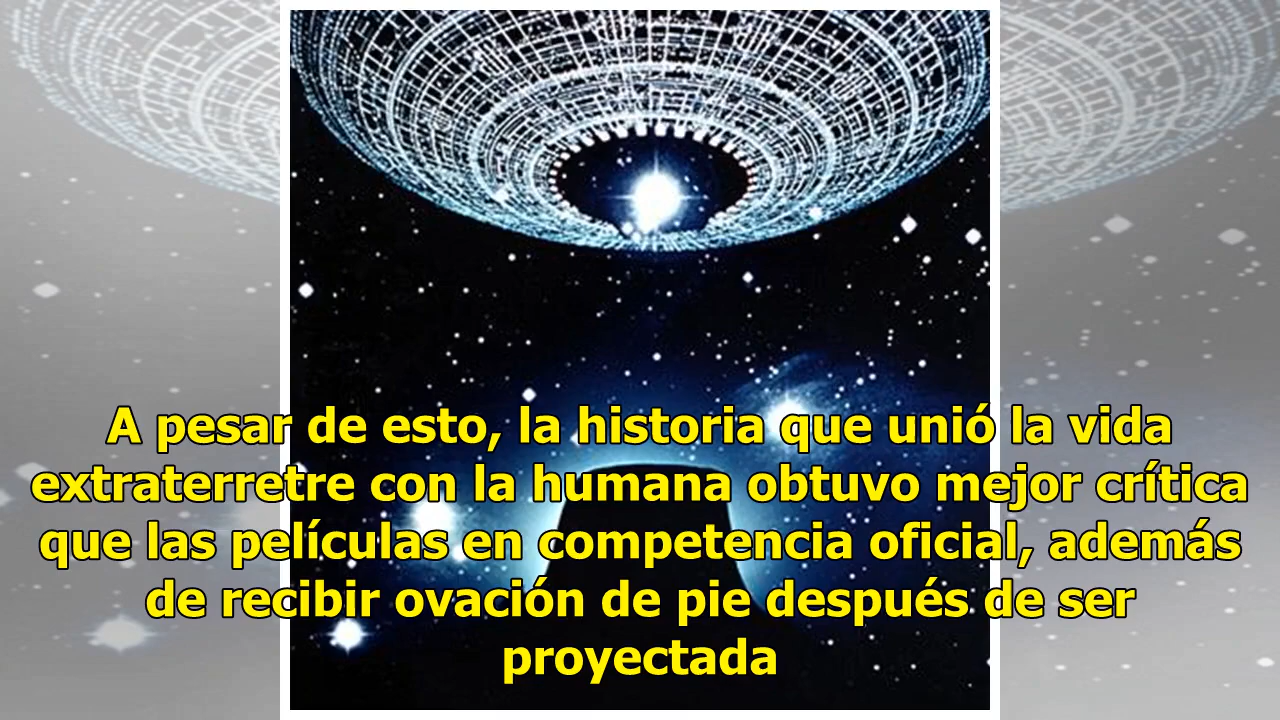 A pesar de esto, la historia que unió la vida
extraterretre con la humana obtuvo mejor crítica
que las películas en competencia oficial, además
de recibir ovación de pie después de ser
proyectada